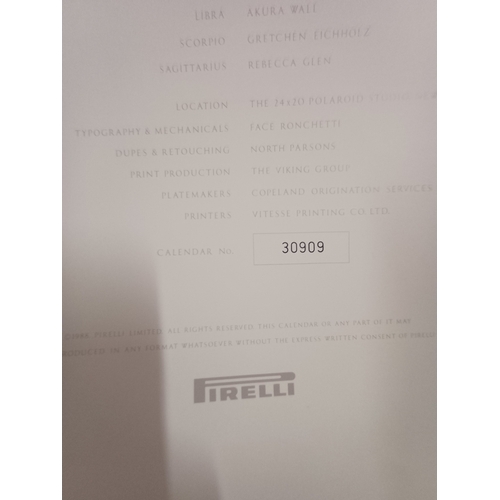 LIBRA AKURA WALL
SCORPIO GRETCHEN EICHHOLZ
SAGITTARIUS REBECCA GLEN
LOCATION THE 24x20 POLAROID
TYPOGRAPHY & MECHANICALS FACE RONCHETTI
DUPES & RETOUCHING NORTH PARSONS
PRINT PRODUCTION THE VIKING GROUP
PLATEMAKERS COPELAND ORIGINATION SERVICES
PRINTERS VITESSE PRINTING CO. LTD.
CALENDAR No. 30909
PIRELLI LIMITED. ALL RIGHTS RESERVED. THIS CALENDAR OR ANY PART OF IT MAY
IN ANY FORMAT WHATSOEVER WITHOUT THE EXPRESS WRITTEN CONSENT OF PIRELLI
PIRELLI